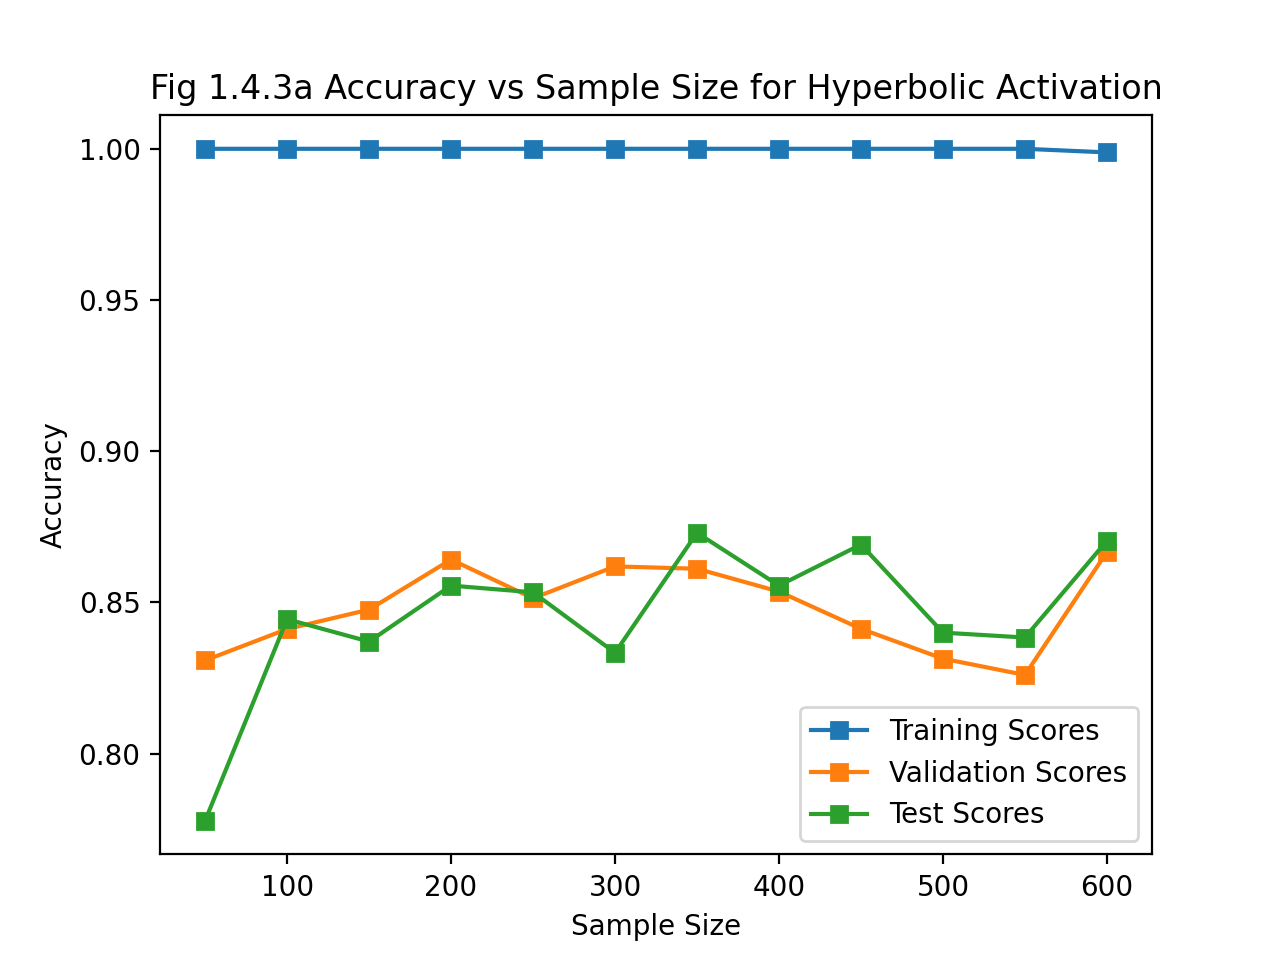 Fig 1.4.3a Accuracy vs Sample Size for Hyperbolic Activation
1.00
0.95
0.90
0.85
0.80
Accuracy
Training Scores
Validation Scores
Test Scores
100 200 300 400 500 600
Sample Size